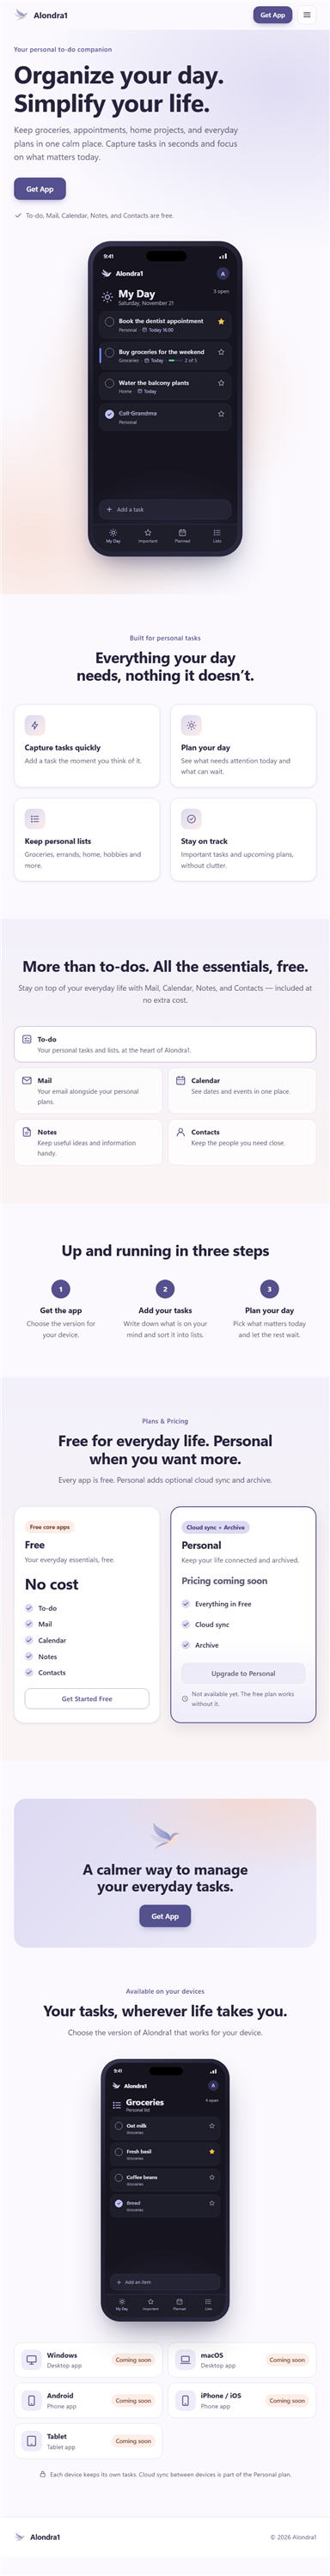 Alondra1
Get App
Your personal to-do companion
Organize your day.
Simplify your life.
Keep groceries, appointments, home projects, and everyday
plans in one calm place. Capture tasks in seconds and focus
on what matters today.
Get App
To-do, Mail, Calendar, Notes, and Contacts are free.
9:41
Alondra1
A
My Day
3 open
Saturday, November 21
Book the dentist appointment
Personal · Today 16:00
Buy groceries for the weekend
Groceries · Today · 2 of 5
Water the balcony plants
Home · Today
Call Grandma
Personal
Add a task
My Day
Important
Planned
Lists
Built for personal tasks
Everything your day
needs, nothing it doesn’t.
Capture tasks quickly
Add a task the moment you think of it.
Plan your day
See what needs attention today and
what can wait.
Keep personal lists
Groceries, errands, home, hobbies and
more.
Stay on track
Important tasks and upcoming plans,
without clutter.
More than to-dos. All the essentials, free.
Stay on top of your everyday life with Mail, Calendar, Notes, and Contacts — included at
no extra cost.
To-do
Your personal tasks and lists, at the heart of Alondra1.
Mail
Your email alongside your personal
plans.
Calendar
See dates and events in one place.
Notes
Keep useful ideas and information
handy.
Contacts
Keep the people you need close.
Up and running in three steps
1
Get the app
Choose the version for
your device.
2
Add your tasks
Write down what is on your
mind and sort it into lists.
3
Plan your day
Pick what matters today
and let the rest wait.
Plans & Pricing
Free for everyday life. Personal
when you want more.
Every app is free. Personal adds optional cloud sync and archive.
Free core apps
Free
Your everyday essentials, free.
No cost
To-do
Mail
Calendar
Notes
Contacts
Get Started Free
Cloud sync + Archive
Personal
Keep your life connected and archived.
Pricing coming soon
Everything in Free
Cloud sync
Archive
Upgrade to Personal
Not available yet. The free plan works
without it.
A calmer way to manage
your everyday tasks.
Get App
Available on your devices
Your tasks, wherever life takes you.
Choose the version of Alondra1 that works for your device.
9:41
Alondra1
A
Groceries
4 open
Personal list
Oat milk
Groceries
Fresh basil
Groceries
Coffee beans
Groceries
Bread
Groceries
Add an item
My Day
Important
Planned
Lists
Windows
Desktop app
Coming soon
macOS
Desktop app
Coming soon
Android
Phone app
Coming soon
iPhone / iOS
Phone app
Coming soon
Tablet
Tablet app
Coming soon
Each device keeps its own tasks. Cloud sync between devices is part of the Personal plan.
Alondra1
© 2026 Alondra1